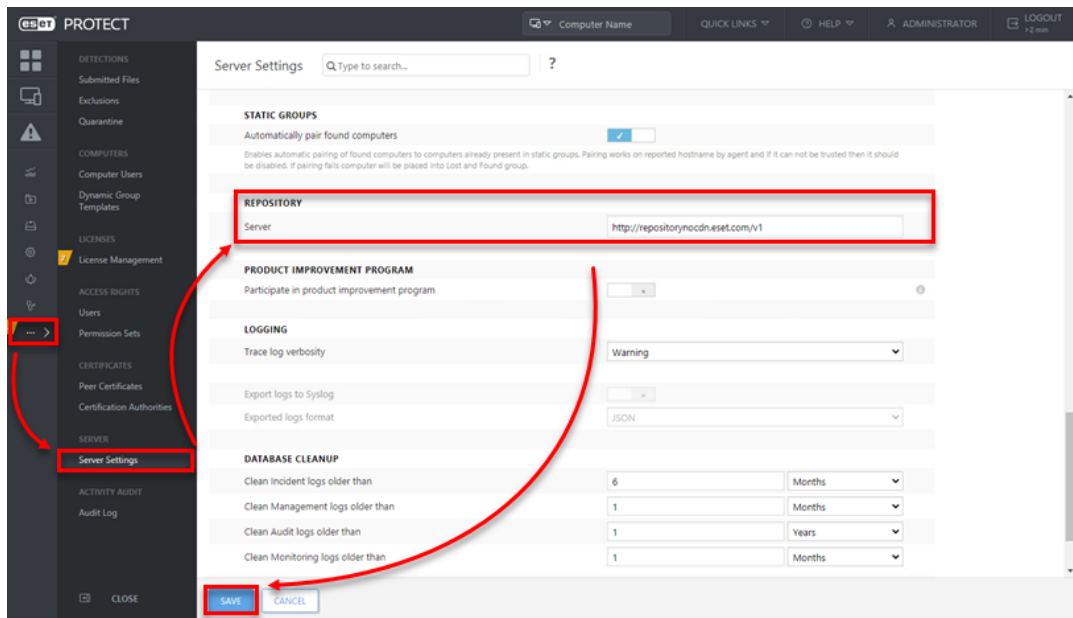 eset PROTECT
Computer Name
QUICK LINKS
HELP
ADMINISTRATOR
LOGOUT
>2 min
DETECTIONS
Submitted Files
Exclusions
Quarantine
COMPUTERS
Computer Users
Dynamic Group
Templates
LICENSES
License Management
ACCESS RIGHTS
Users
Permission Sets
CERTIFICATES
Peer Certificates
Certification Authorities
SERVER
Server Settings
ACTIVITY AUDIT
Audit Log
CLOSE
Server Settings
Type to search...
?
STATIC GROUPS
Automatically pair found computers
Enables automatic pairing of found computers to computers already present in static groups. Pairing works on reported hostname by agent and if it can not be trusted then it should
be disabled. If pairing fails computer will be placed into Lost and Found group.
REPOSITORY
Server
http://repositorynocdn.eset.com/v1
PRODUCT IMPROVEMENT PROGRAM
Participate in product improvement program
LOGGING
Trace log verbosity
Warning
Export logs to Syslog
Exported logs format
JSON
DATABASE CLEANUP
Clean Incident logs older than
6
Months
Clean Management logs older than
1
Months
Clean Audit logs older than
1
Years
Clean Monitoring logs older than
1
Months
SAVE
CANCEL